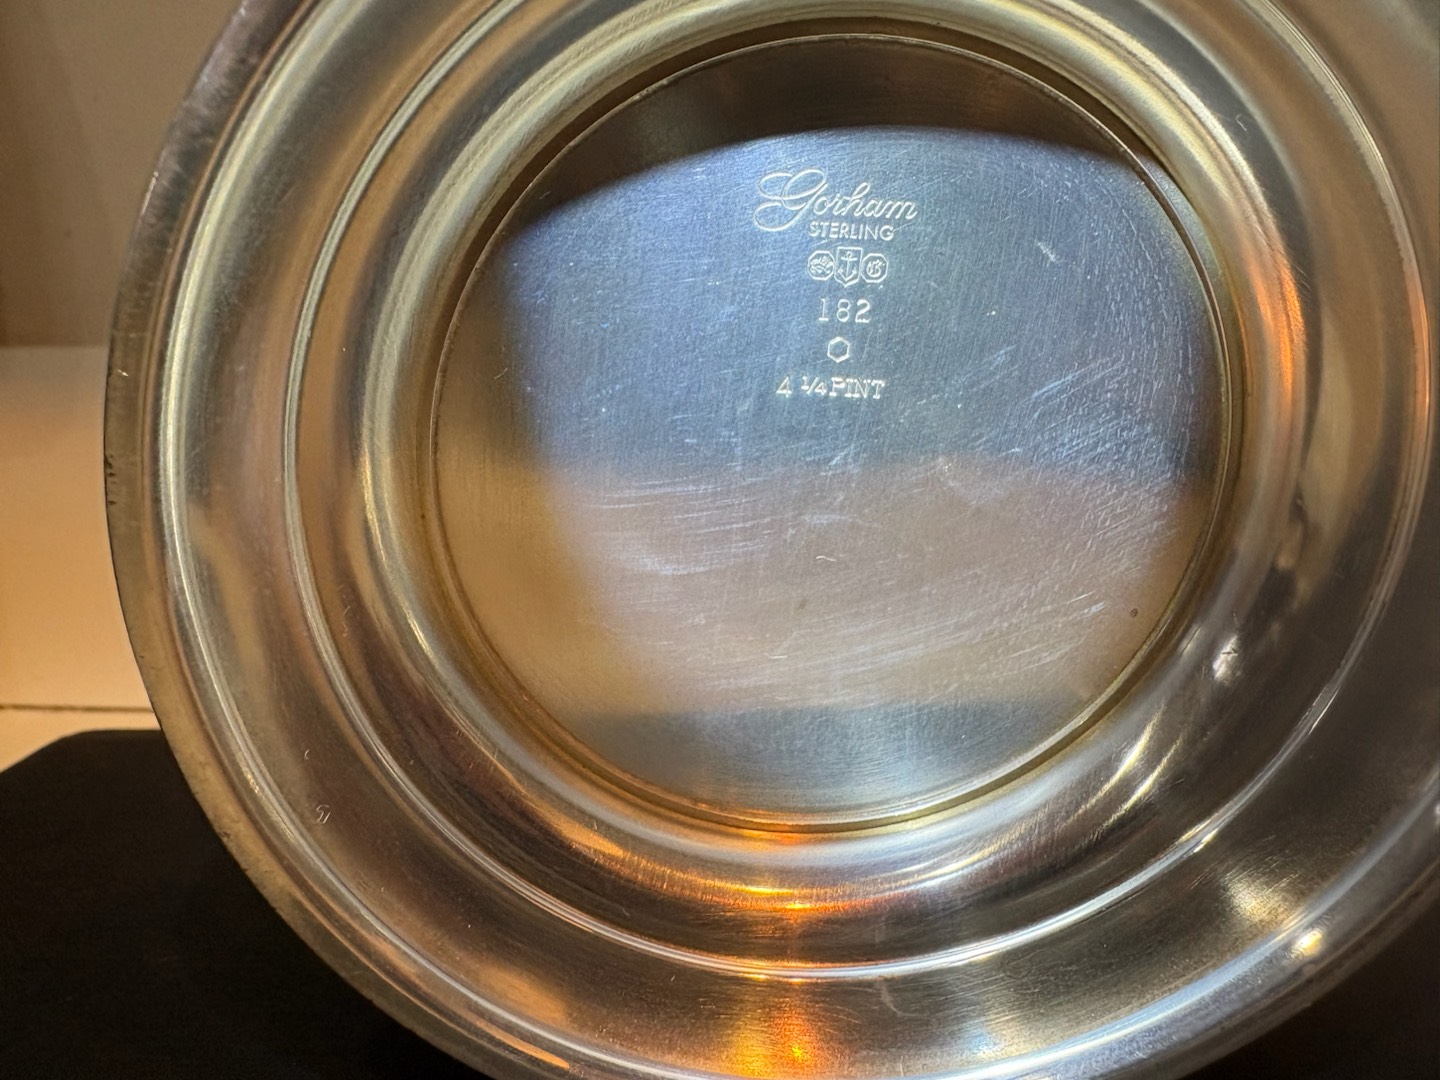 Gorham
STERLING
182
4 1/4 PINT